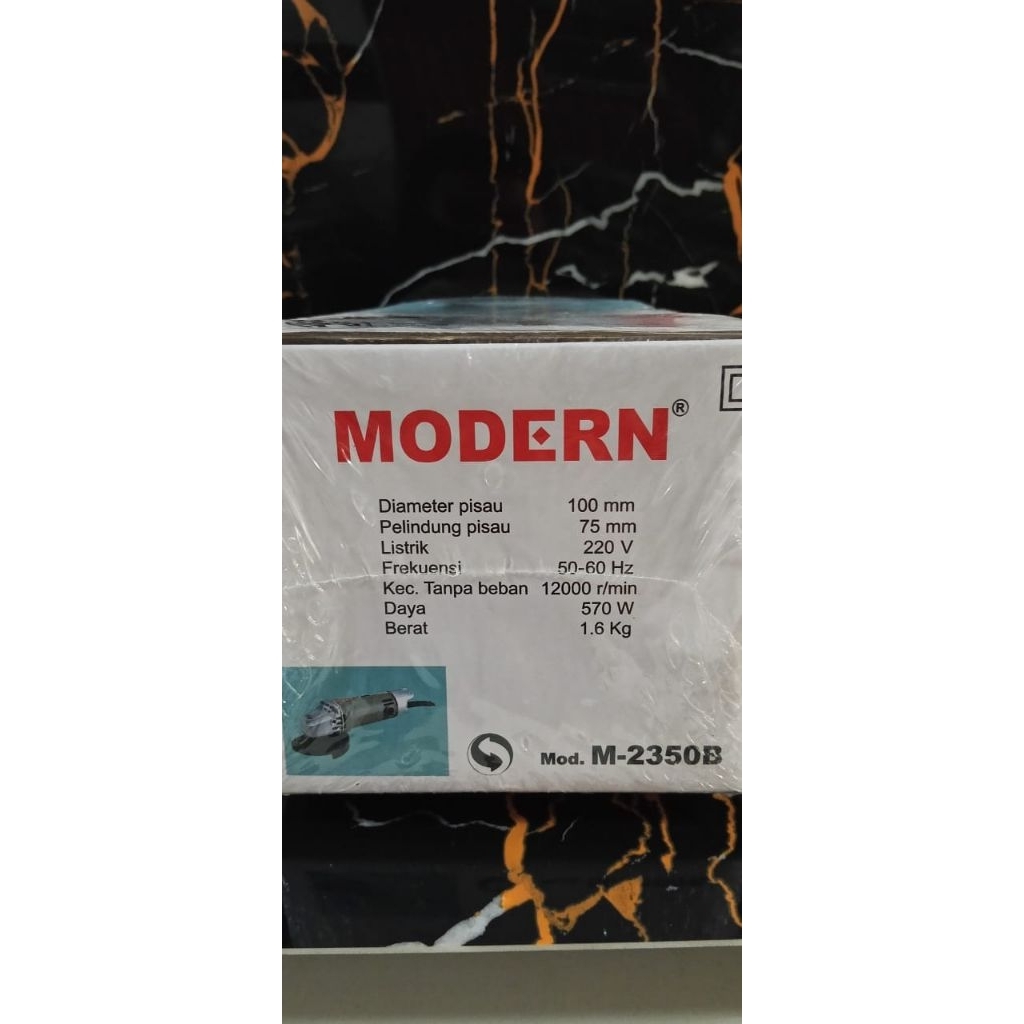 MODERN®
Diameter pisau 100 mm
Pelindung pisau 75 mm
Listrik 220 V
Frekuensi 50-60 Hz
Kec. Tanpa beban 12000 r/min
Daya 570 W
Berat 1.6 Kg
Mod. M-2350B